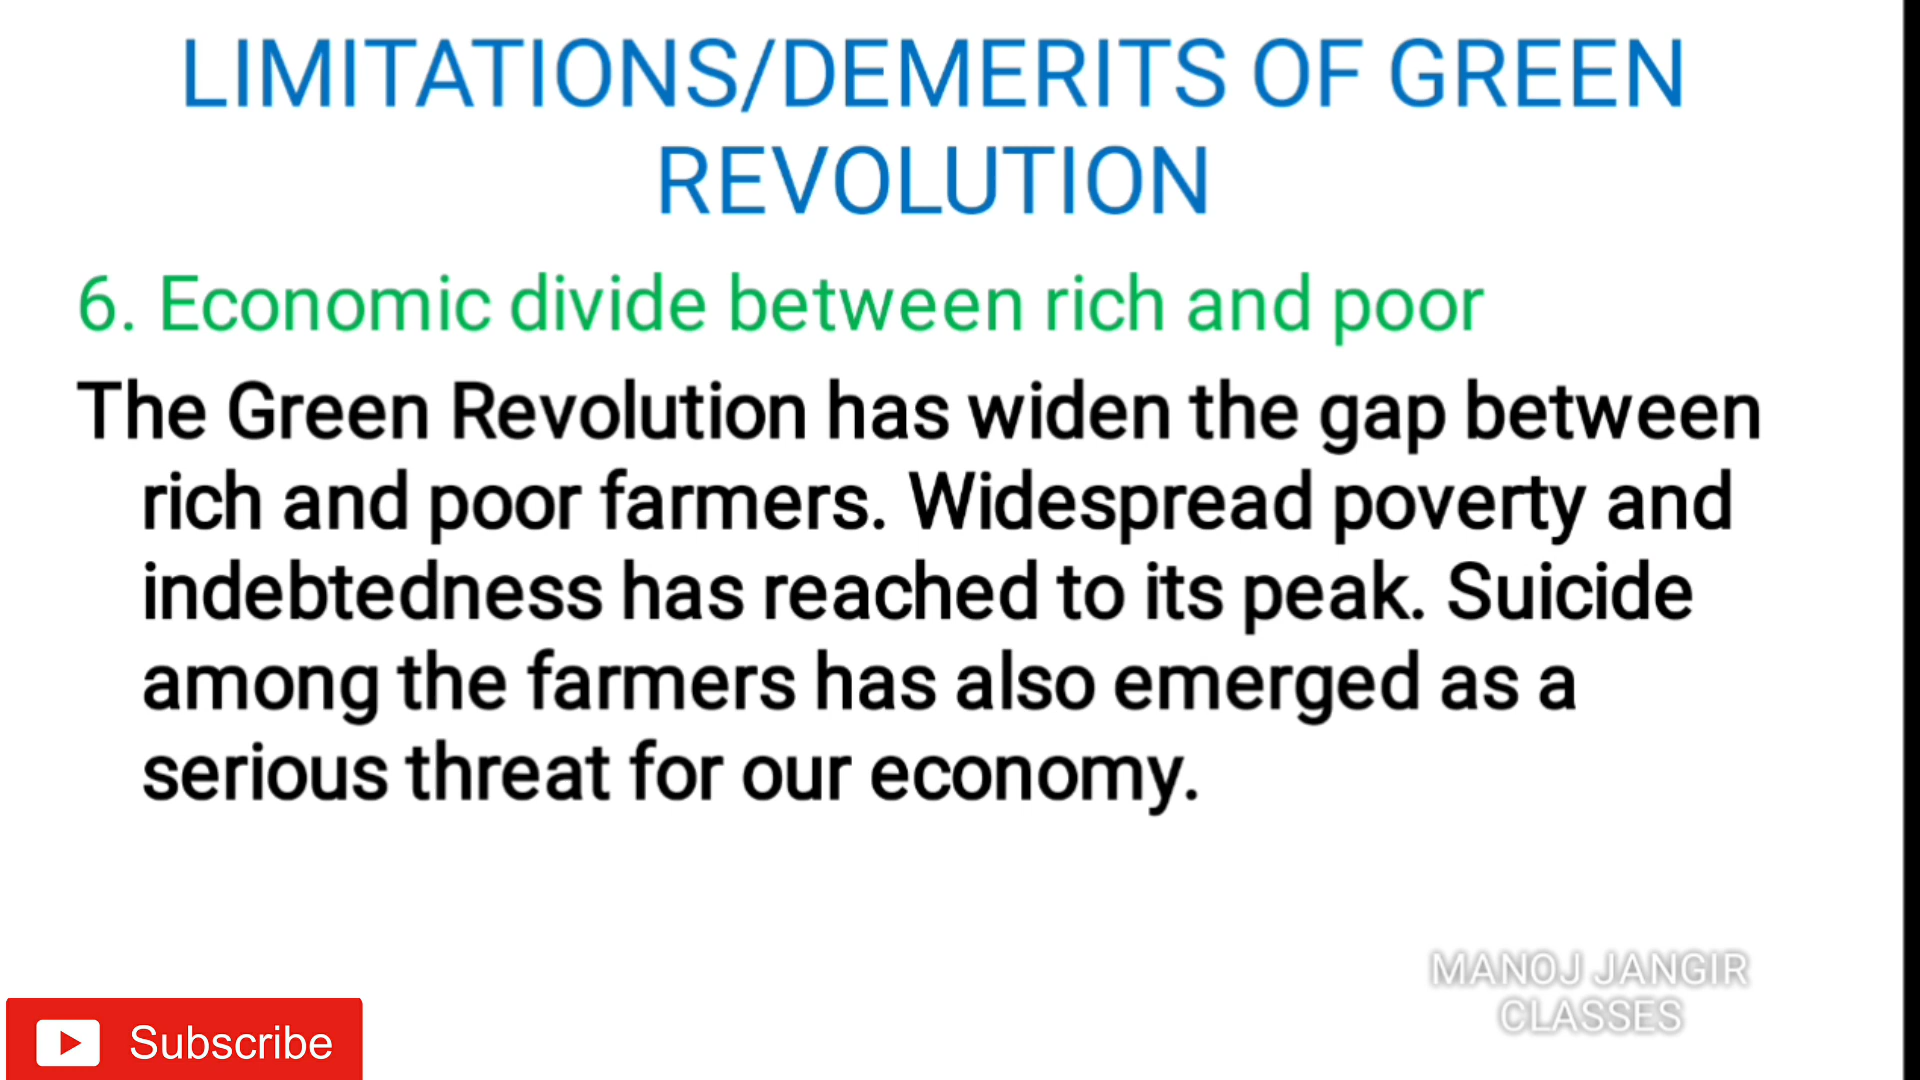 LIMITATIONS/DEMERITS OF GREEN
REVOLUTION
6. Economic divide between rich and poor
The Green Revolution has widen the gap between
rich and poor farmers. Widespread poverty and
indebtedness has reached to its peak. Suicide
among the farmers has also emerged as a
serious threat for our economy.
MANOJ JANGIR
CLASSES
Subscribe